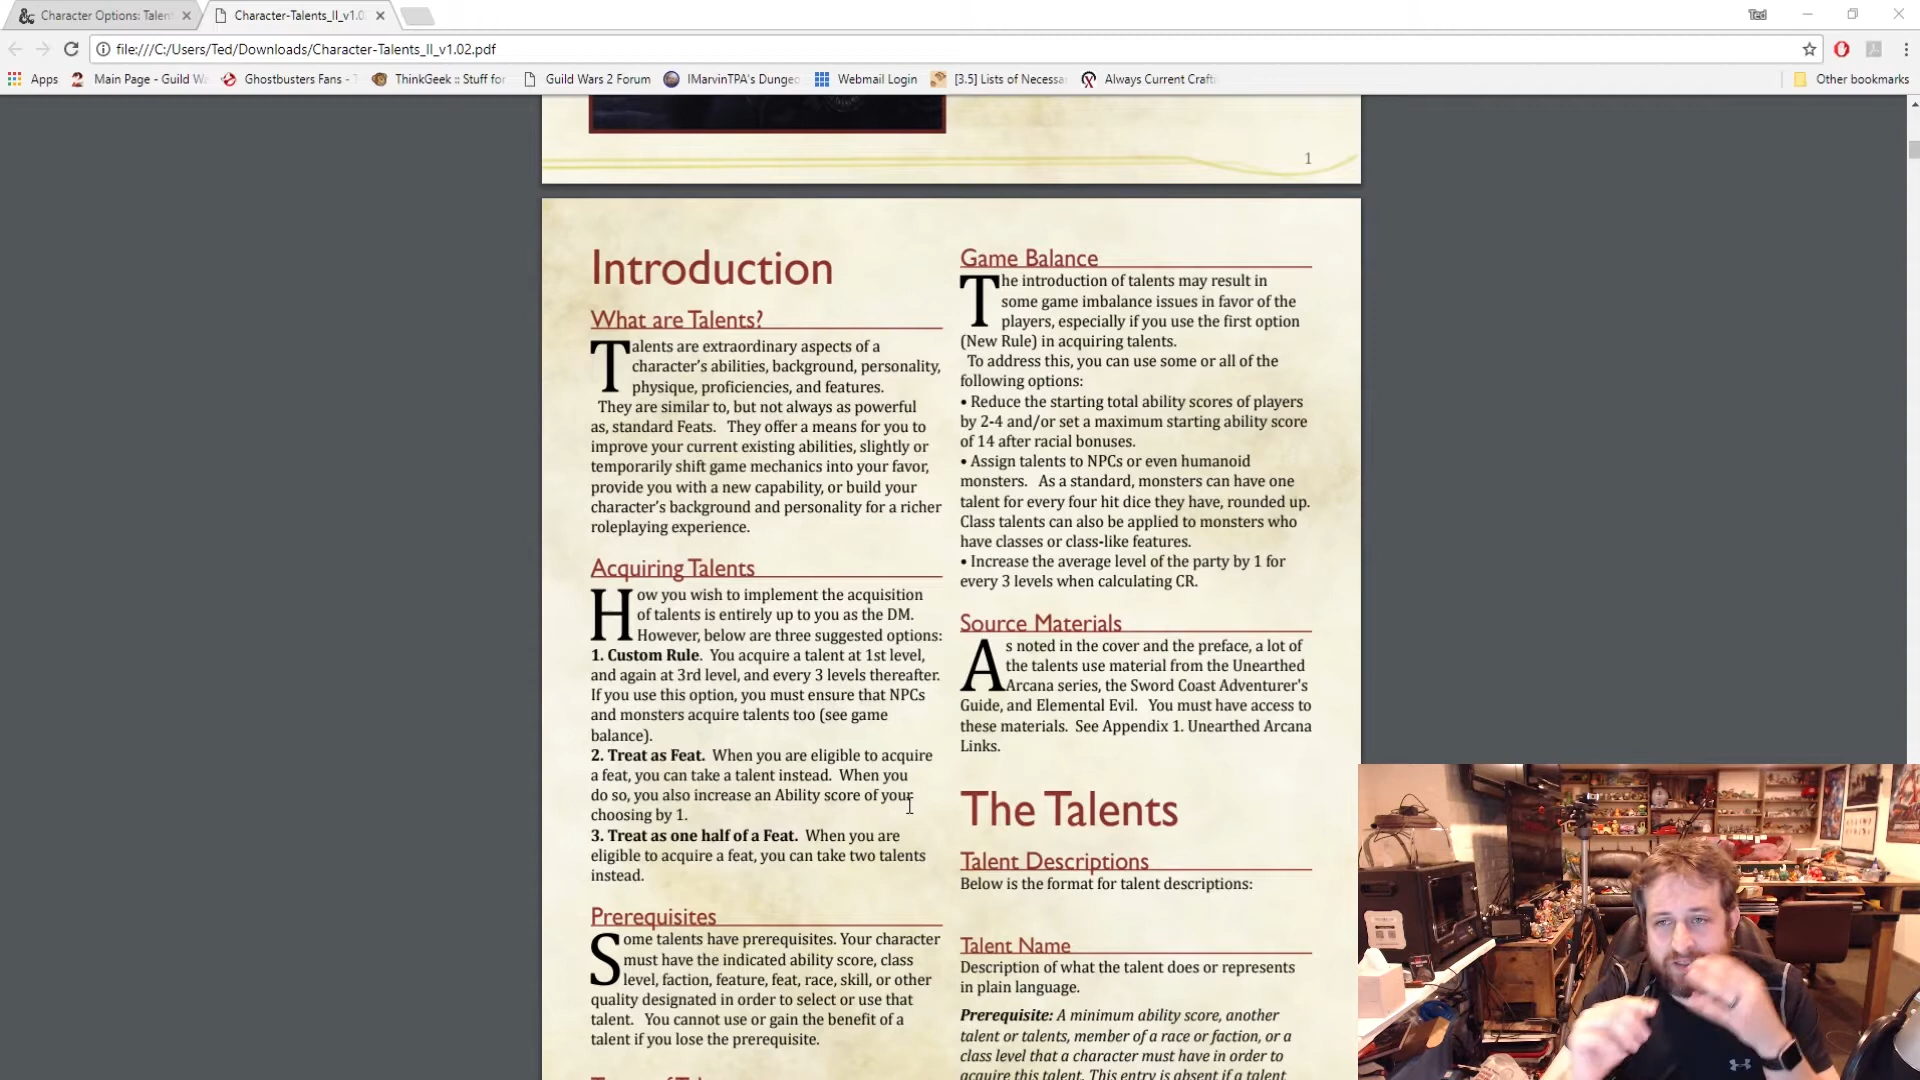 Character Options: Talen
Character-Talents_II_v1.0
Ted
file:///C:/Users/Ted/Downloads/Character-Talents_II_v1.02.pdf
Apps
Main Page - Guild W
Ghostbusters Fans -
ThinkGeek :: Stuff for
Guild Wars 2 Forum
IMarvinTPA's Dunge
Webmail Login
[3.5] Lists of Necessa
Always Current Craft
Other bookmarks
1
Introduction
What are Talents?
Talents are extraordinary aspects of a
character's abilities, background, personality,
physique, proficiencies, and features.
They are similar to, but not always as powerful
as, standard Feats. They offer a means for you to
improve your current existing abilities, slightly or
temporarily shift game mechanics into your favor,
provide you with a new capability, or build your
character's background and personality for a richer
roleplaying experience.
Acquiring Talents
How you wish to implement the acquisition
of talents is entirely up to you as the DM.
However, below are three suggested options:
1. Custom Rule. You acquire a talent at 1st level,
and again at 3rd level, and every 3 levels thereafter.
If you use this option, you must ensure that NPCs
and monsters acquire talents too (see game
balance).
2. Treat as Feat. When you are eligible to acquire
a feat, you can take a talent instead. When you
do so, you also increase an Ability score of your
choosing by 1.
3. Treat as one half of a Feat. When you are
eligible to acquire a feat, you can take two talents
instead.
Prerequisites
Some talents have prerequisites. Your character
must have the indicated ability score, class
level, faction, feature, feat, race, skill, or other
quality designated in order to select or use that
talent. You cannot use or gain the benefit of a
talent if you lose the prerequisite.
Game Balance
The introduction of talents may result in
some game imbalance issues in favor of the
players, especially if you use the first option
(New Rule) in acquiring talents.
To address this, you can use some or all of the
following options:
• Reduce the starting total ability scores of players
by 2-4 and/or set a maximum starting ability score
of 14 after racial bonuses.
• Assign talents to NPCs or even humanoid
monsters. As a standard, monsters can have one
talent for every four hit dice they have, rounded up.
Class talents can also be applied to monsters who
have classes or class-like features.
• Increase the average level of the party by 1 for
every 3 levels when calculating CR.
Source Materials
As noted in the cover and the preface, a lot of
the talents use material from the Unearthed
Arcana series, the Sword Coast Adventurer's
Guide, and Elemental Evil. You must have access to
these materials. See Appendix 1. Unearthed Arcana
Links.
The Talents
Talent Descriptions
Below is the format for talent descriptions:
Talent Name
Description of what the talent does or represents
in plain language.
Prerequisite: A minimum ability score, another
talent or talents, member of a race or faction, or a
class level that a character must have in order to
acquire this talent. This entry is absent if a talent